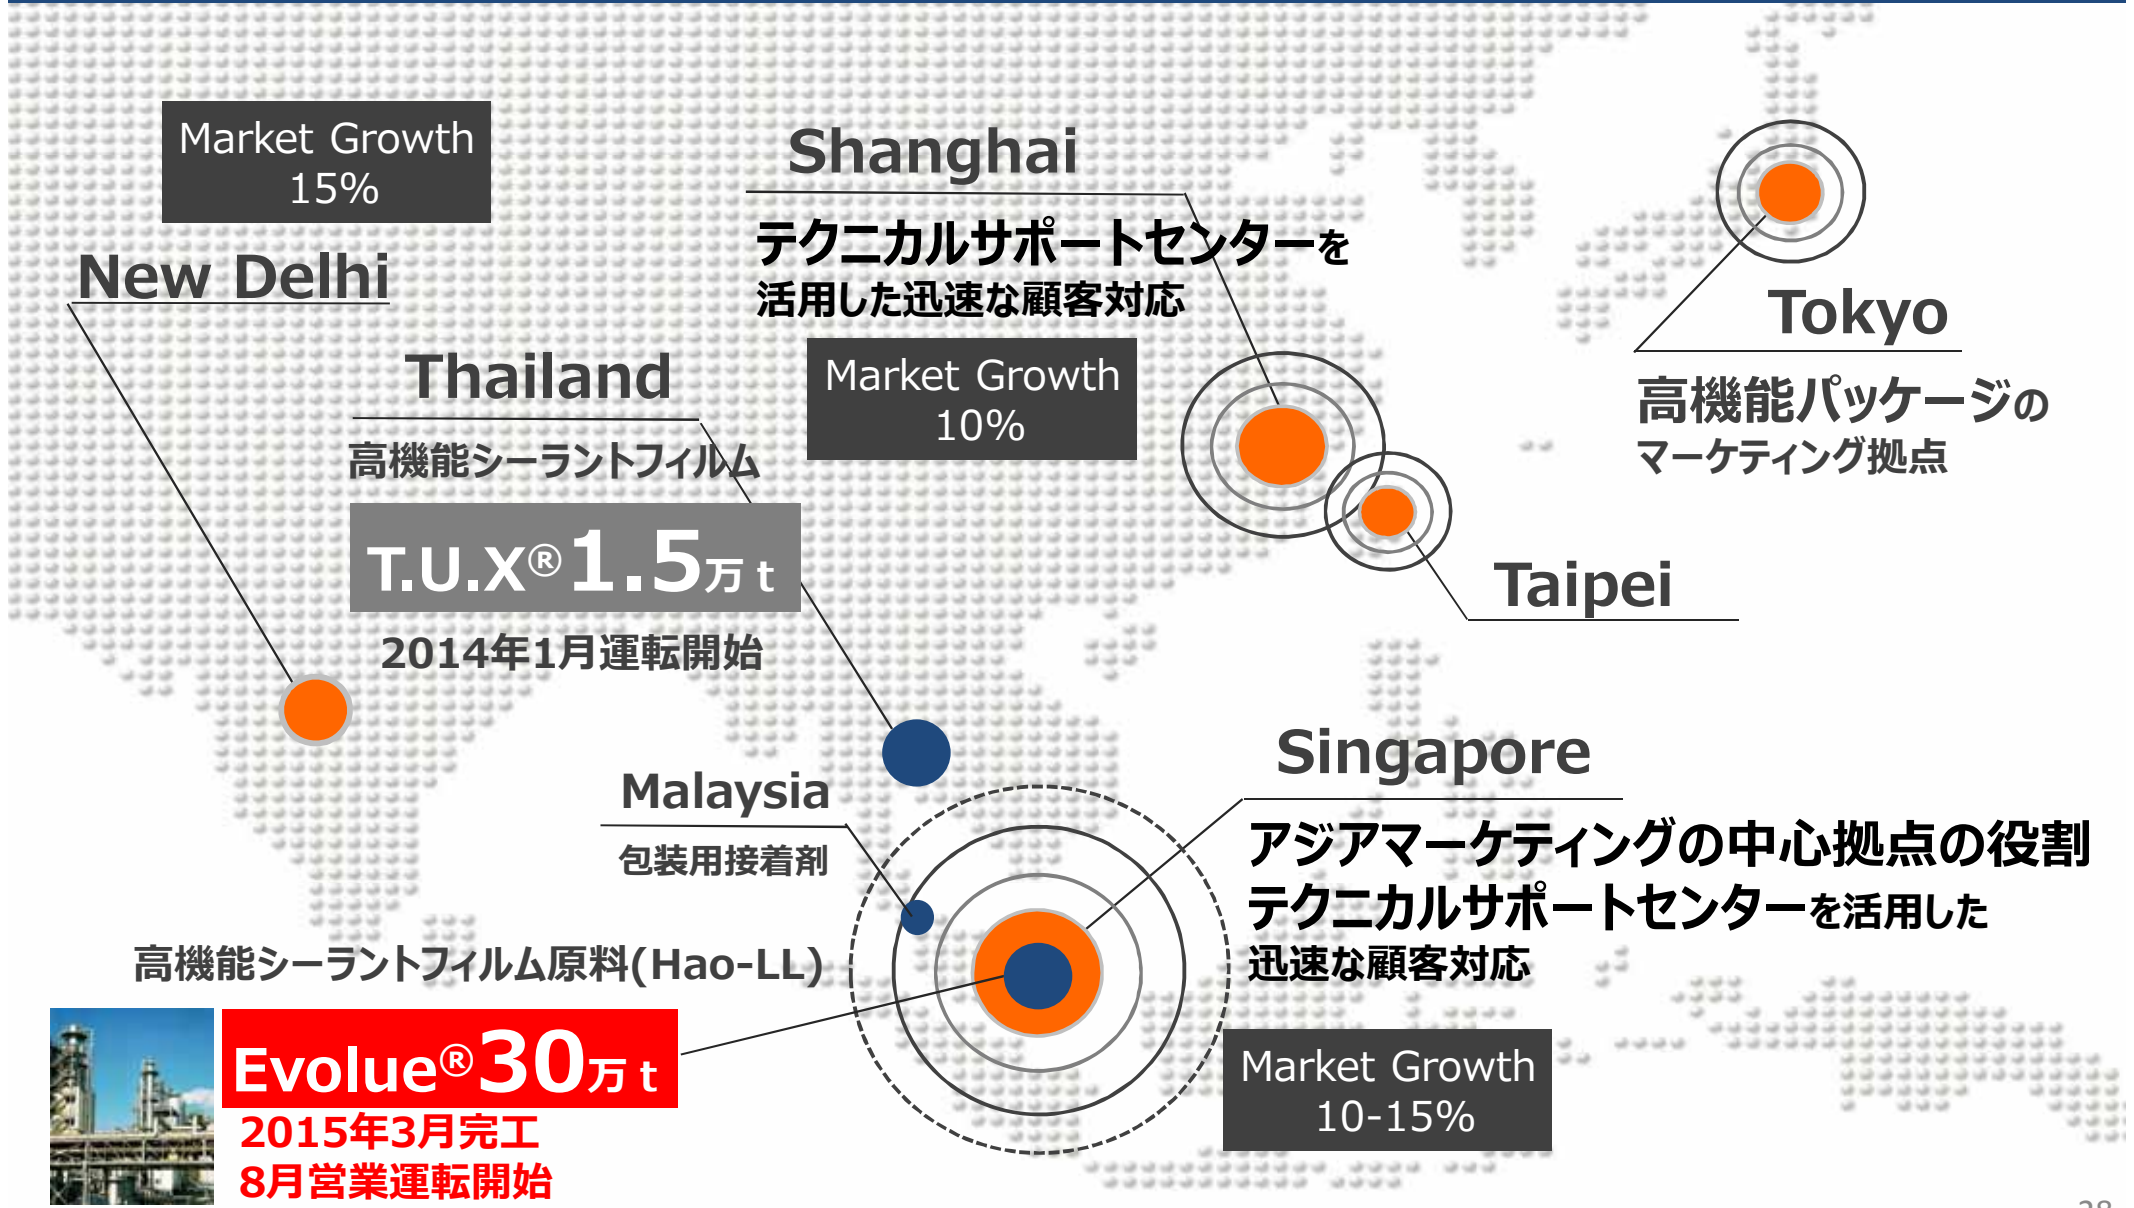 Market Growth
15%
New Delhi
Thailand
高機能シーラントフィルム
T.U.X®1.5万t
2014年1月運転開始
Shanghai
テクニカルサポートセンターを
活用した迅速な顧客対応
Market Growth
10%
Tokyo
高機能パッケージの
マーケティング拠点
Taipei
Malaysia
包装用接着剤
高機能シーラントフィルム原料(Hao-LL)
Evolue®30万t
2015年3月完工
8月営業運転開始
Singapore
アジアマーケティングの中心拠点の役割
テクニカルサポートセンターを活用した
迅速な顧客対応
Market Growth
10-15%